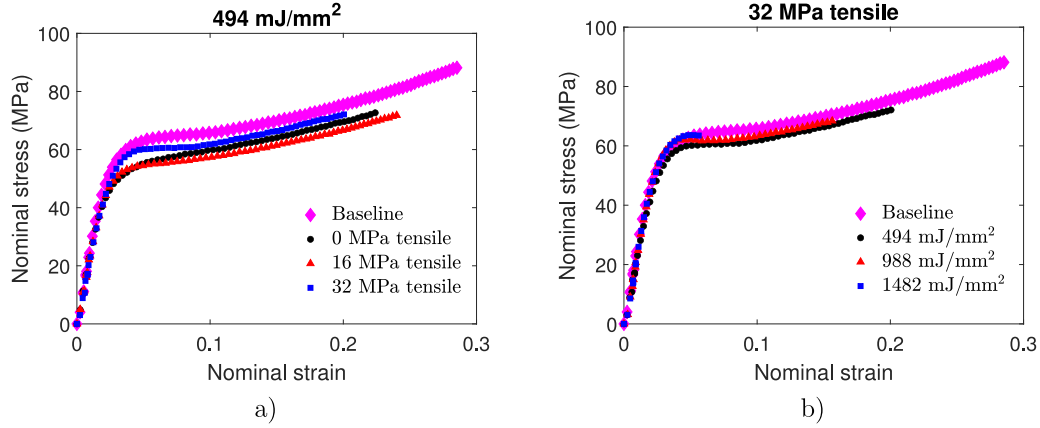 494 mJ/mm²
Nominal stress (MPa)
100
80
60
40
20
0
0
0.1
0.2
0.3
Nominal strain
Baseline
0 MPa tensile
16 MPa tensile
32 MPa tensile
a)
32 MPa tensile
Nominal stress (MPa)
100
80
60
40
20
0
0
0.1
0.2
0.3
Nominal strain
Baseline
494 mJ/mm²
988 mJ/mm²
1482 mJ/mm²
b)